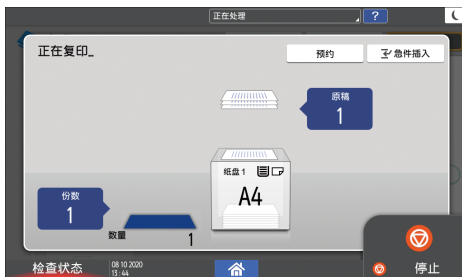 正在处理
?
正在复印_
预约
急件插入
原稿
1
纸盘 1
A4
份数
1
数量
1
检查状态
08 10 2020
13:44
停止